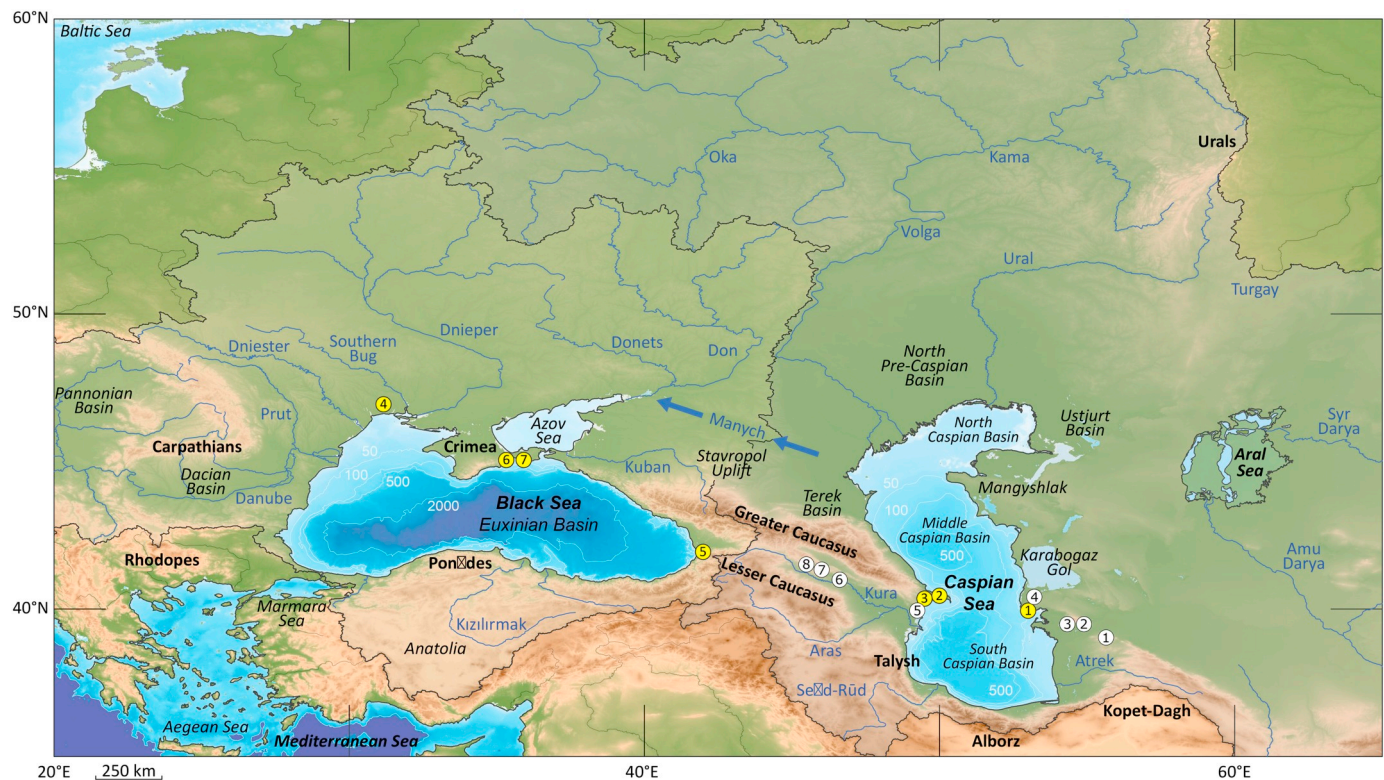 60°N
Baltic Sea
Urals
Oka
Kama
Volga
Ural
Turgay
50°N
Dniester
Southern
Bug
Dnieper
Donets
Don
North
Pre-Caspian
Basin
Pannonian
Basin
Prut
4
Azov
Sea
Manych
North
Caspian Basin
Ustjurt
Basin
Syr
Darya
Carpathians
Crimea
6
7
Kuban
Stavropol
Uplift
Aral
Sea
Dacian
Basin
Danube
50
100
500
2000
Black Sea
Euxinian Basin
Terek
Basin
50
100
Mangyshlak
Middle
Caspian Basin
500
Greater Caucasus
Rhodopes
Pon▯des
5
Lesser Caucasus
8
7
6
Karabogaz
Gol
Amu
Darya
40°N
Marmara
Sea
Kura
3
2
5
Caspian
Sea
4
1
3
2
1
Kızılırmak
Anatolia
Aras
Talysh
South
Caspian Basin
500
Atrek
Se▯d-Rūd
Kopet-Dagh
Aegean Sea
Mediterranean Sea
Alborz
20°E
250 km
40°E
60°E